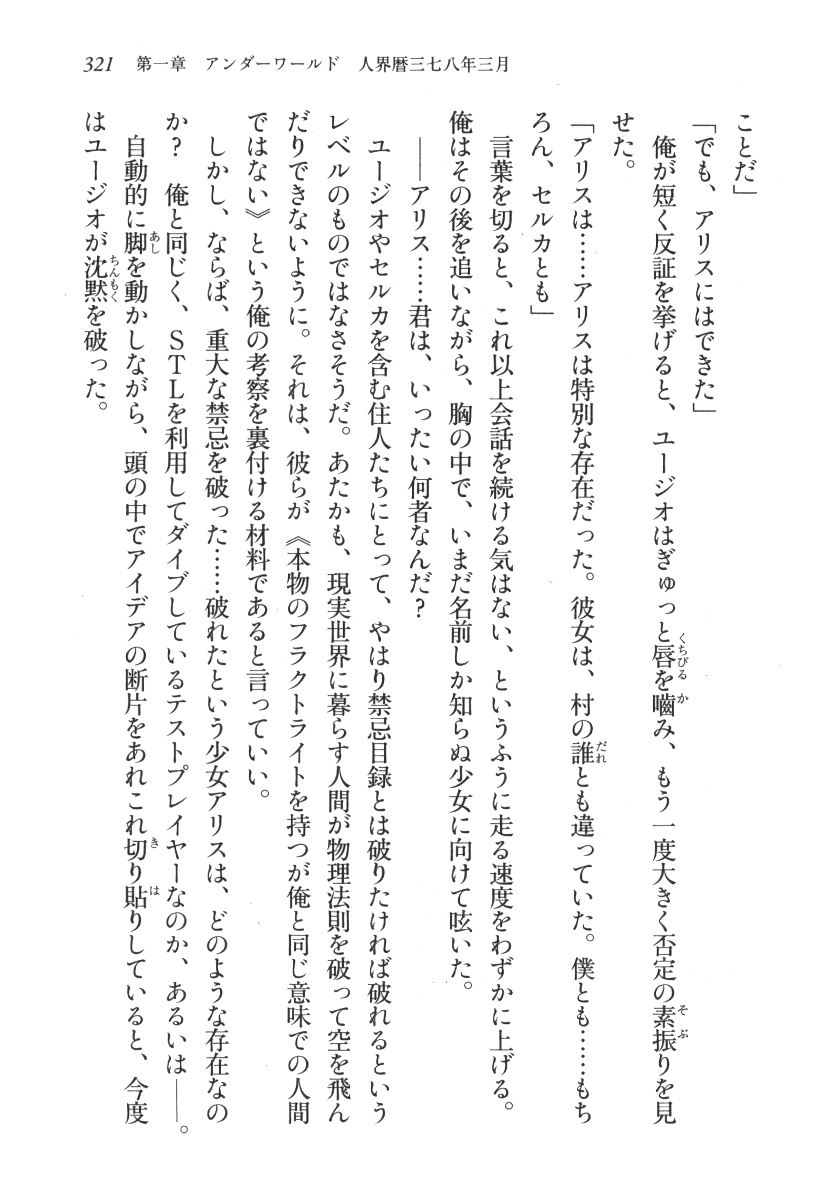 321　第一章　アンダーワールド　人界暦三七八年三月
ことだ」
「でも、アリスにはできた」
　俺が短く反証を挙げると、ユージオはぎゅっと唇を噛み、もう一度大きく否定の素振りを見
せた。
「アリスは……アリスは特別な存在だった。彼女は、村の誰とも違っていた。僕とも……もち
ろん、セルカとも」
　言葉を切ると、これ以上会話を続ける気はない、というふうに走る速度をわずかに上げる。
俺はその後を追いながら、胸の中で、いまだ名前しか知らぬ少女に向けて呟いた。
　――アリス……君は、いったい何者なんだ？
　ユージオやセルカを含む住人たちにとって、やはり禁忌目録とは破りたければ破れるという
レベルのものではなさそうだ。あたかも、現実世界に暮らす人間が物理法則を破って空を飛ん
だりできないように。それは、彼らが《本物のフラクトライトを持つが俺と同じ意味での人間
ではない》という俺の考察を裏付ける材料であると言っていい。
　しかし、ならば、重大な禁忌を破った……破れたという少女アリスは、どのような存在なの
か？　俺と同じく、ＳＴＬを利用してダイブしているテストプレイヤーなのか、あるいは――。
　自動的に脚を動かしながら、頭の中でアイデアの断片をあれこれ切り貼りしていると、今度
はユージオが沈黙を破った。